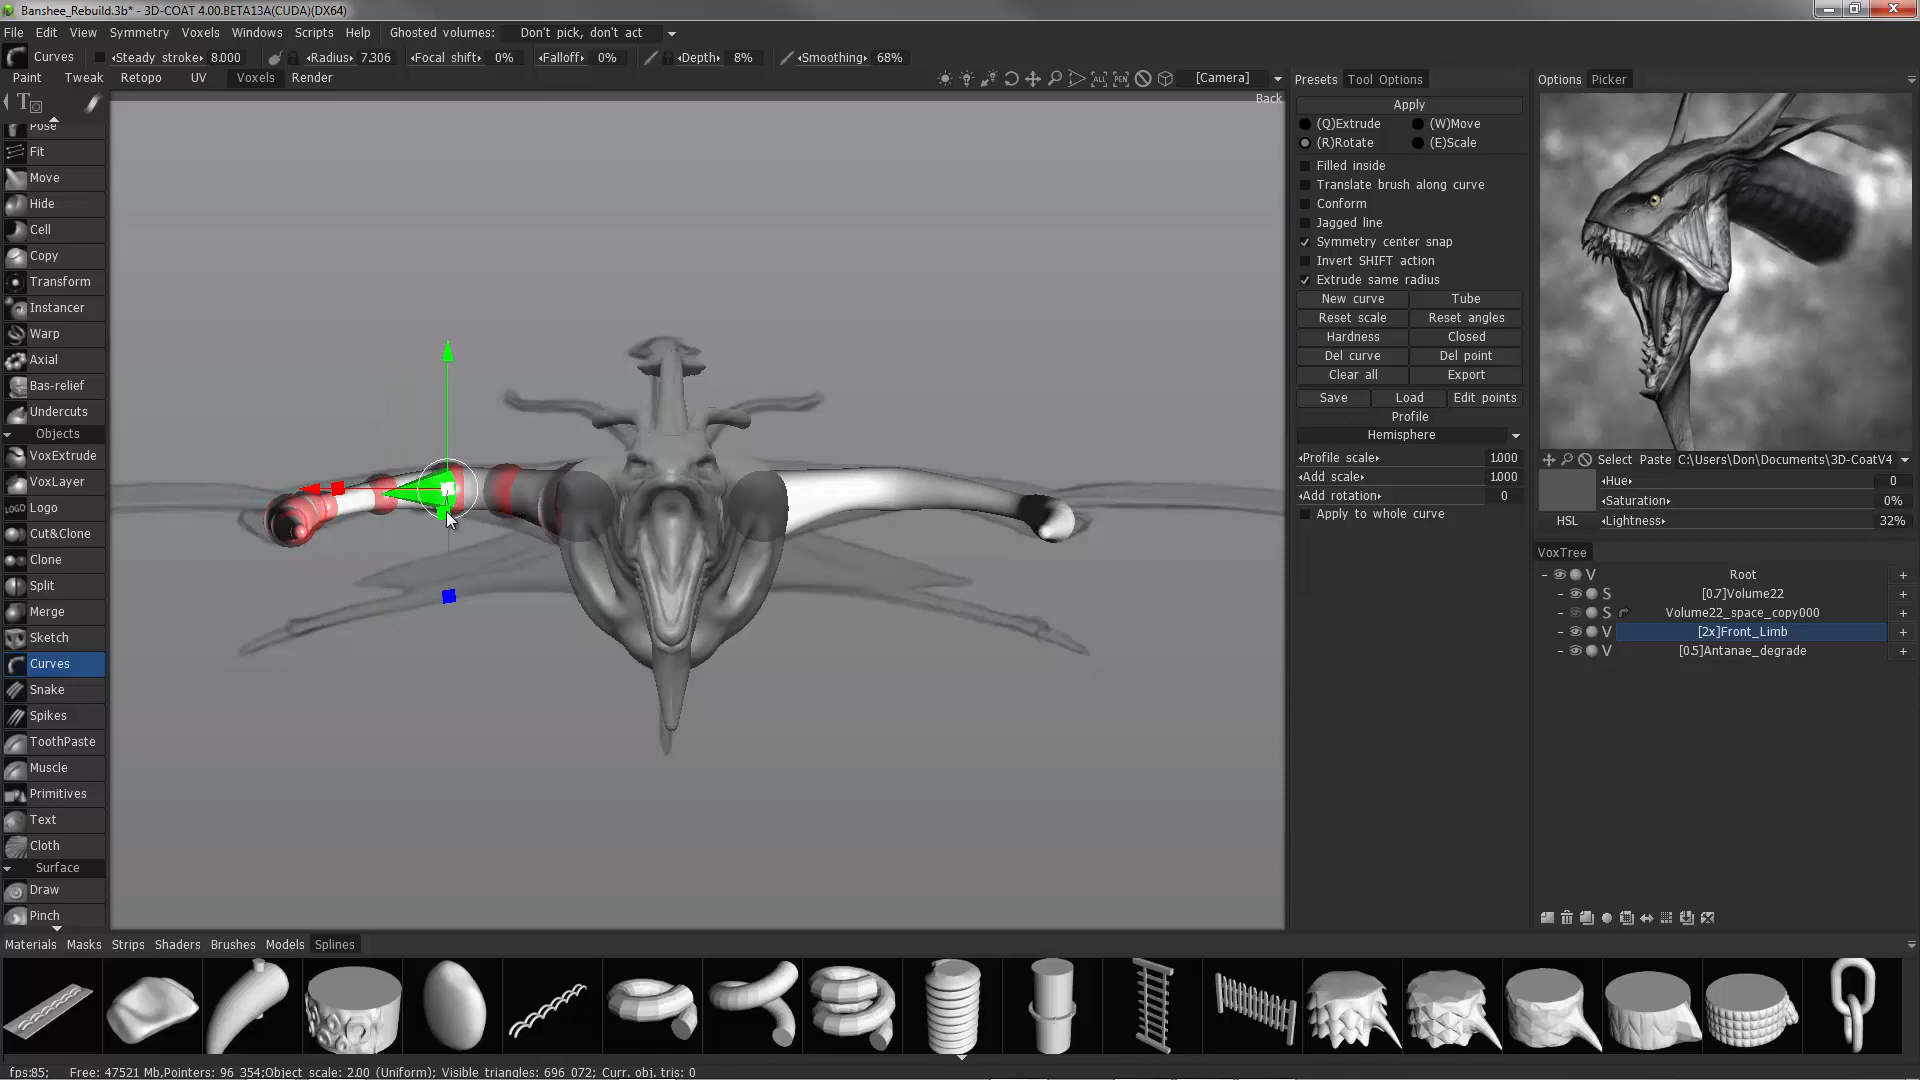 Banshee_Rebuild.3b* - 3D-COAT 4.00.BETA13A(CUDA)(DX64)
File Edit View Symmetry Voxels Windows Scripts Help Ghosted volumes: Don't pick, don't act
Curves Steady stroke 8.000 Radius 7.306 Focal shift 0% Falloff 0% Depth 8% Smoothing 68%
Paint Tweak Retopo UV Voxels Render [Camera]
Back
Pose
Fit
Move
Hide
Cell
Copy
Transform
Instancer
Warp
Axial
Bas-relief
Undercuts
Objects
VoxExtrude
VoxLayer
LOGO Logo
Cut&Clone
Clone
Split
Merge
Sketch
Curves
Snake
Spikes
ToothPaste
Muscle
Primitives
Text
Cloth
Surface
Draw
Pinch
Presets Tool Options
Apply
(Q)Extrude (W)Move
(R)Rotate (E)Scale
Filled inside
Translate brush along curve
Conform
Jagged line
Symmetry center snap
Invert SHIFT action
Extrude same radius
New curve Tube
Reset scale Reset angles
Hardness Closed
Del curve Del point
Clear all Export
Save Load Edit points
Profile
Hemisphere
Profile scale 1.000
Add scale 1.000
Add rotation 0
Apply to whole curve
Options Picker
Select Paste C:\Users\Don\Documents\3D-CoatV4
Hue 0
Saturation 0%
HSL Lightness 32%
VoxTree
V Root +
S [0.7]Volume22 +
S Volume22_space_copy000 +
V [2x]Front_Limb +
V [0.5]Antanae_degrade +
Materials Masks Strips Shaders Brushes Models Splines
fps:85; Free: 47521 Mb,Pointers: 96 354;Object scale: 2.00 (Uniform); Visible triangles: 696 072; Curr. obj. tris: 0